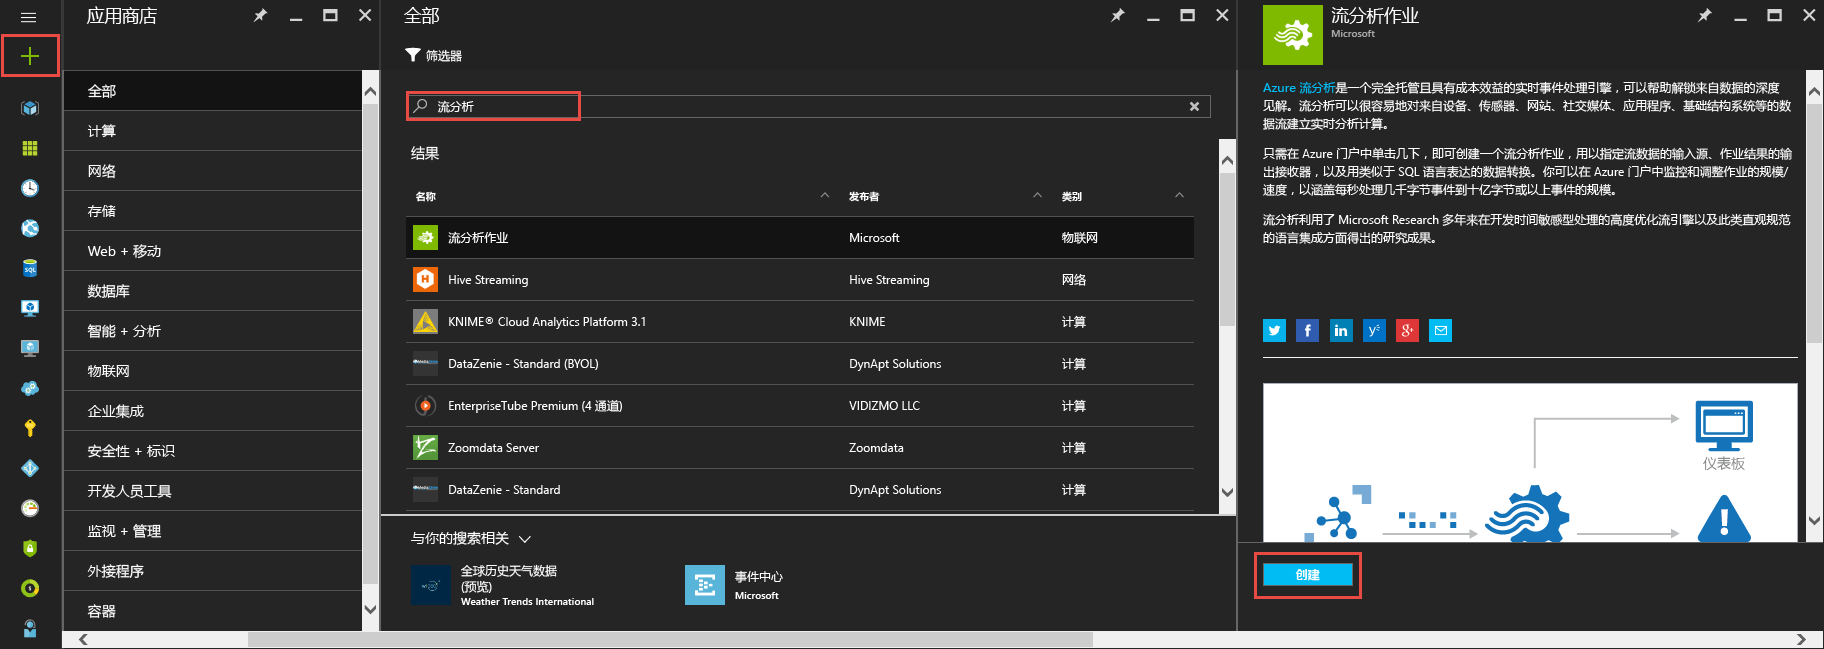 应用商店
全部
计算
网络
存储
Web + 移动
数据库
智能 + 分析
物联网
企业集成
安全性 + 标识
开发人员工具
监视 + 管理
外接程序
容器
全部
筛选器
流分析
结果
名称 发布者 类别
流分析作业 Microsoft 物联网
Hive Streaming Hive Streaming 网络
KNIME® Cloud Analytics Platform 3.1 KNIME 计算
DataZenie - Standard (BYOL) DynApt Solutions 计算
EnterpriseTube Premium (4 通道) VIDIZMO LLC 计算
Zoomdata Server Zoomdata 计算
DataZenie - Standard DynApt Solutions 计算
与你的搜索相关
全球历史天气数据
(预览)
Weather Trends International
事件中心
Microsoft
流分析作业
Microsoft
Azure 流分析是一个完全托管且具有成本效益的实时事件处理引擎，可以帮助解锁来自数据的深度
见解。流分析可以很容易地对来自设备、传感器、网站、社交媒体、应用程序、基础结构系统等的数
据流建立实时分析计算。
只需在 Azure 门户中单击几下，即可创建一个流分析作业，用以指定流数据的输入源、作业结果的输
出接收器，以及用类似于 SQL 语言表达的数据转换。你可以在 Azure 门户中监控和调整作业的规模/
速度，以涵盖每秒处理几千字节事件到十亿字节或以上事件的规模。
流分析利用了 Microsoft Research 多年来在开发时间敏感型处理的高度优化流引擎以及此类直观规范
的语言集成方面得出的研究成果。
仪表板
创建